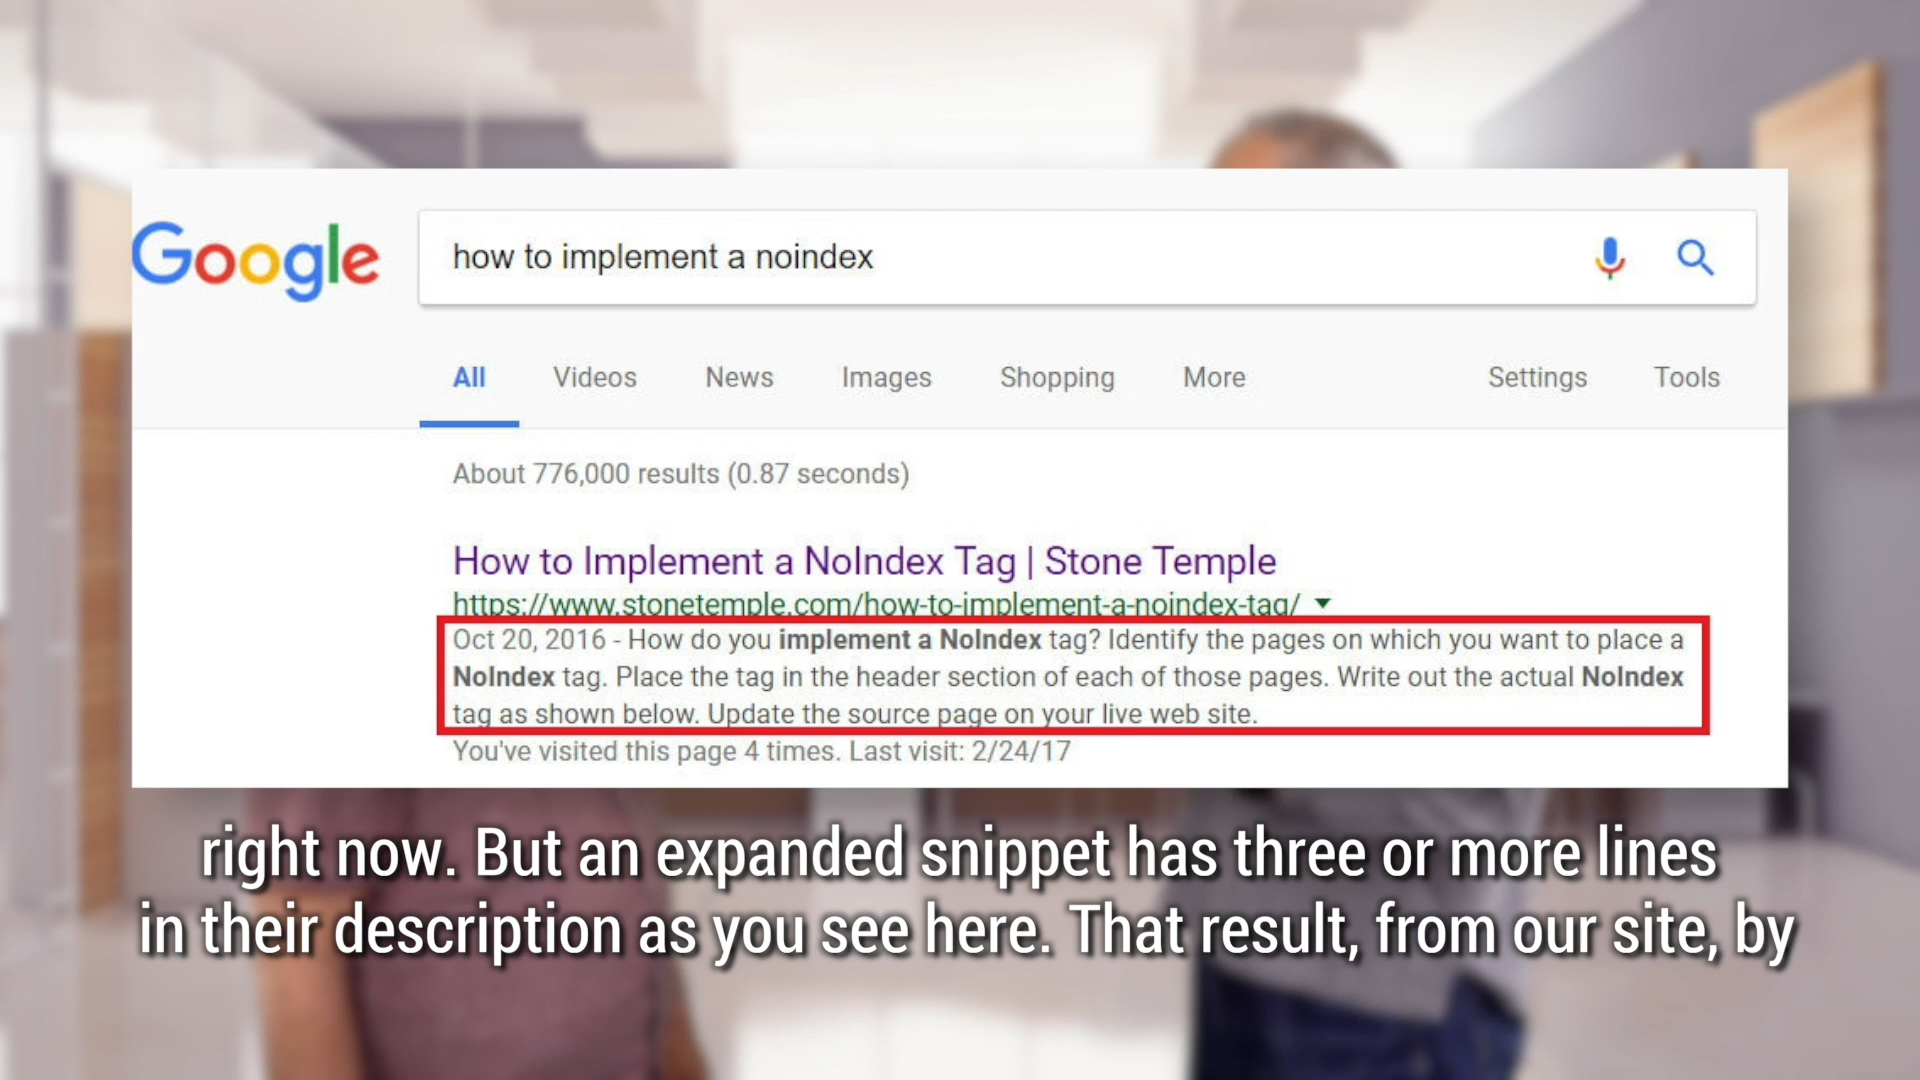 Google
how to implement a noindex
All Videos News Images Shopping More Settings Tools
About 776,000 results (0.87 seconds)
How to Implement a NoIndex Tag | Stone Temple
https://www.stonetemple.com/how-to-implement-a-noindex-tag/
Oct 20, 2016 - How do you implement a NoIndex tag? Identify the pages on which you want to place a
NoIndex tag. Place the tag in the header section of each of those pages. Write out the actual NoIndex
tag as shown below. Update the source page on your live web site.
You've visited this page 4 times. Last visit: 2/24/17
right now. But an expanded snippet has three or more lines
in their description as you see here. That result, from our site, by